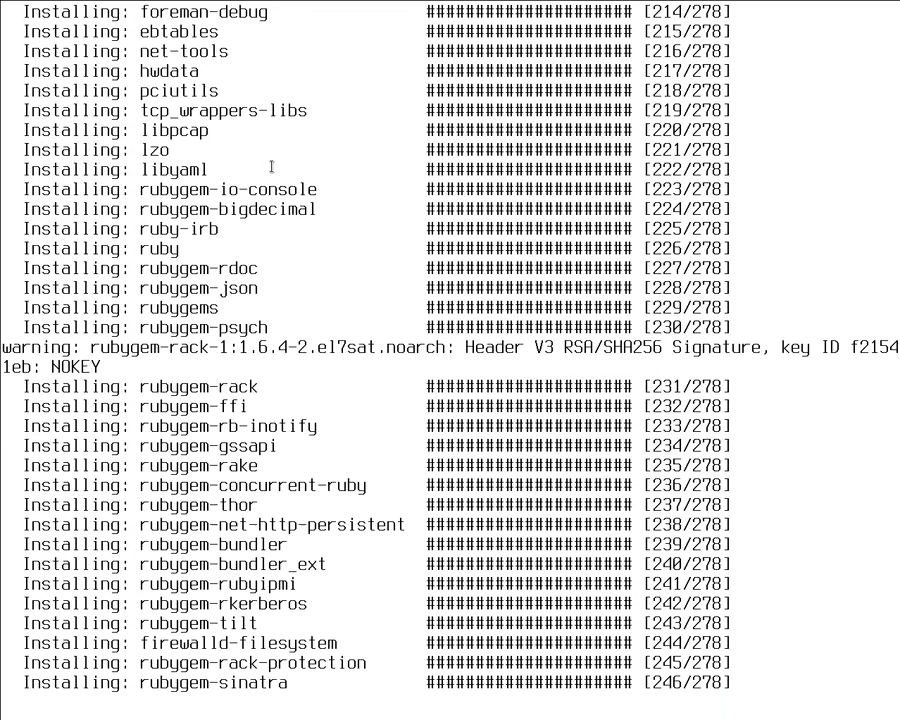 Installing: foreman-debug ##################### [214/278]
Installing: ebtables ##################### [215/278]
Installing: net-tools ##################### [216/278]
Installing: hwdata ##################### [217/278]
Installing: pciutils ##################### [218/278]
Installing: tcp_wrappers-libs ##################### [219/278]
Installing: libpcap ##################### [220/278]
Installing: lzo ##################### [221/278]
Installing: libyaml ##################### [222/278]
Installing: rubygem-io-console ##################### [223/278]
Installing: rubygem-bigdecimal ##################### [224/278]
Installing: ruby-irb ##################### [225/278]
Installing: ruby ##################### [226/278]
Installing: rubygem-rdoc ##################### [227/278]
Installing: rubygem-json ##################### [228/278]
Installing: rubygems ##################### [229/278]
Installing: rubygem-psych ##################### [230/278]
warning: rubygem-rack-1:1.6.4-2.el7sat.noarch: Header V3 RSA/SHA256 Signature, key ID f2154
1eb: NOKEY
Installing: rubygem-rack ##################### [231/278]
Installing: rubygem-ffi ##################### [232/278]
Installing: rubygem-rb-inotify ##################### [233/278]
Installing: rubygem-gssapi ##################### [234/278]
Installing: rubygem-rake ##################### [235/278]
Installing: rubygem-concurrent-ruby ##################### [236/278]
Installing: rubygem-thor ##################### [237/278]
Installing: rubygem-net-http-persistent ##################### [238/278]
Installing: rubygem-bundler ##################### [239/278]
Installing: rubygem-bundler_ext ##################### [240/278]
Installing: rubygem-rubyipmi ##################### [241/278]
Installing: rubygem-rkerberos ##################### [242/278]
Installing: rubygem-tilt ##################### [243/278]
Installing: firewalld-filesystem ##################### [244/278]
Installing: rubygem-rack-protection ##################### [245/278]
Installing: rubygem-sinatra ##################### [246/278]